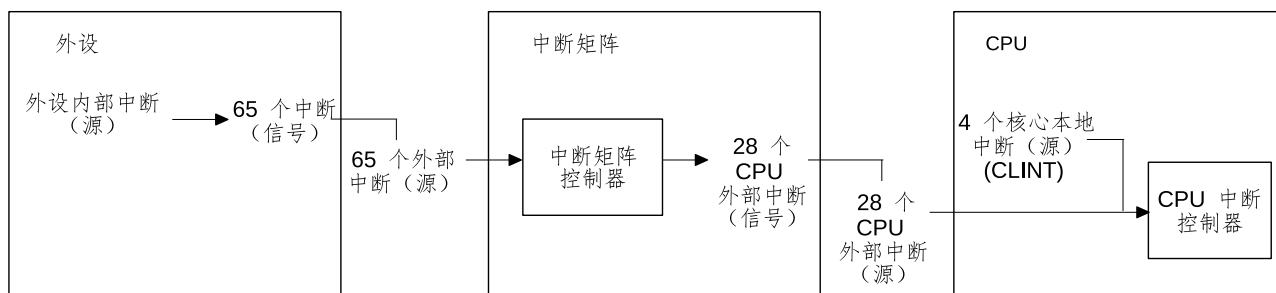 外设
外设内部中断
（源）
65 个中断
（信号）
65 个外部
中断（源）
中断矩阵
中断矩阵
控制器
28 个
CPU
外部中断
（信号）
28 个
CPU
外部中断
（源）
CPU
4 个核心本地
中断（源）
(CLINT)
CPU 中断
控制器